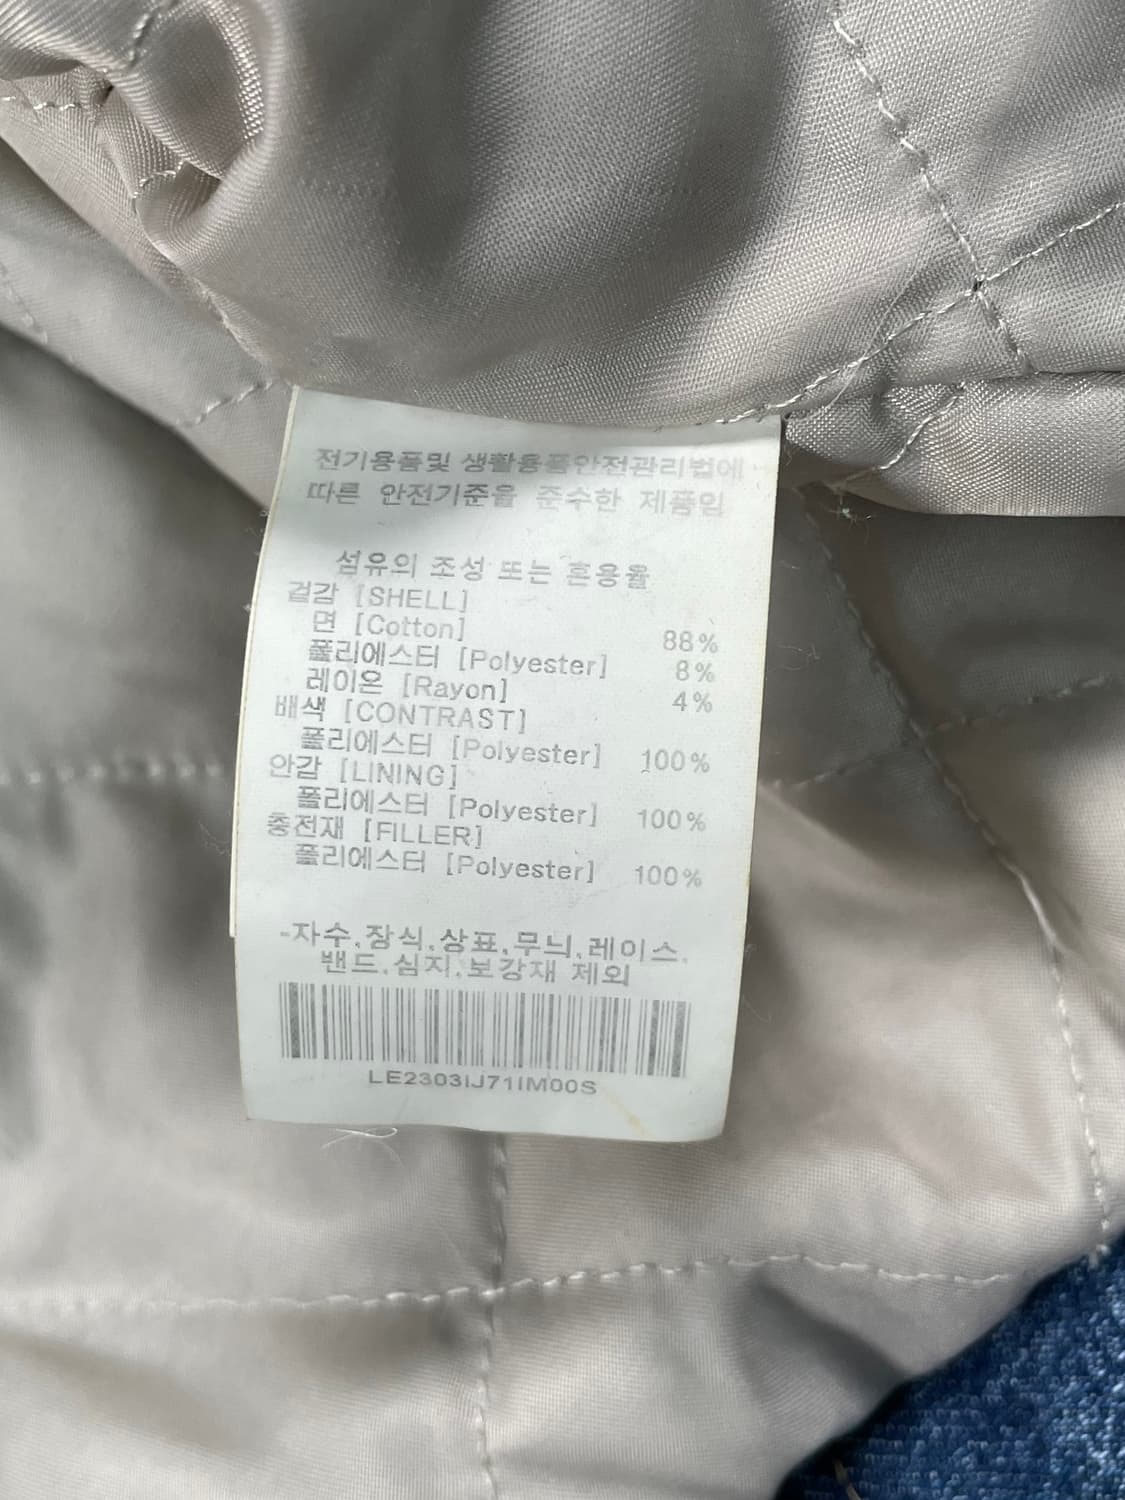 전기용품및 생활용품안전관리법에
따른 안전기준을 준수한 제품임
섬유의 조성 또는 혼용율
겉감 [SHELL]
면 [Cotton] 88%
폴리에스터 [Polyester] 8%
레이온 [Rayon] 4%
배색 [CONTRAST]
폴리에스터 [Polyester] 100%
안감 [LINING]
폴리에스터 [Polyester] 100%
충전재 [FILLER]
폴리에스터 [Polyester] 100%
-자수,장식,상표,무늬,레이스,
밴드,심지,보강재 제외
LE2303IJ71IM00S